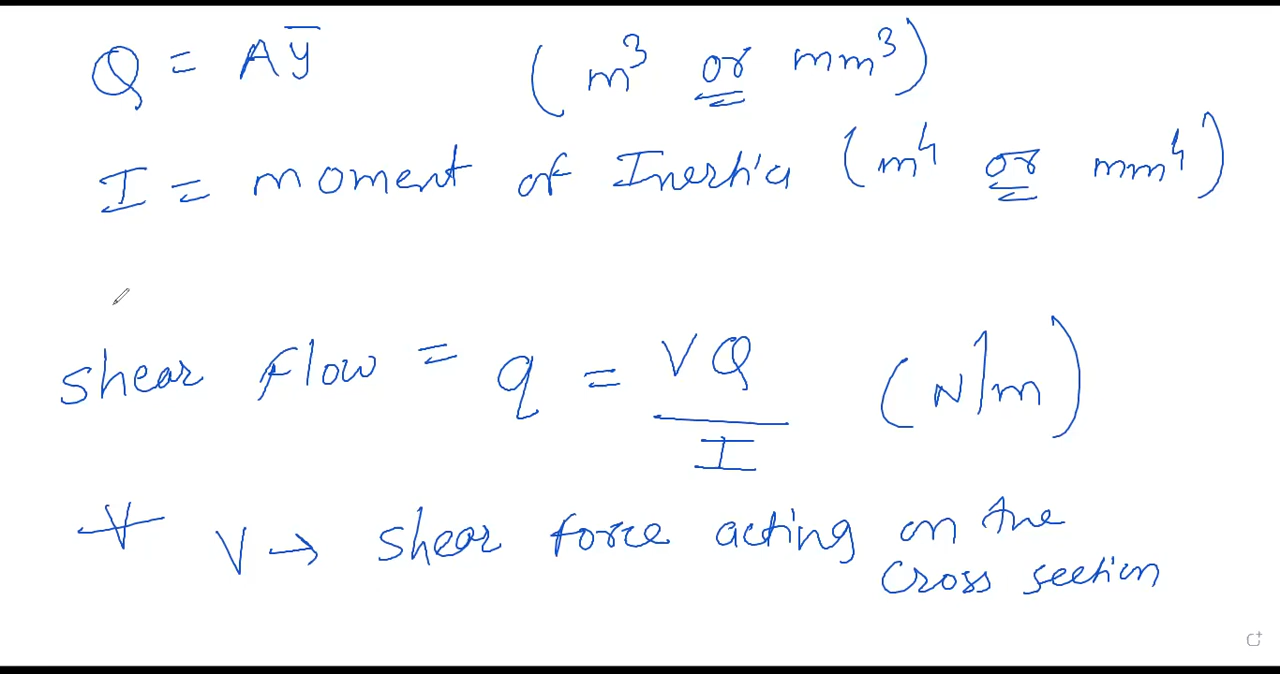 Q = Aȳ (m³ or mm³)
I = moment of Inertia (m⁴ or mm⁴)
shear flow = q = VQ / I (N/m)
V V → shear force acting on the
cross section